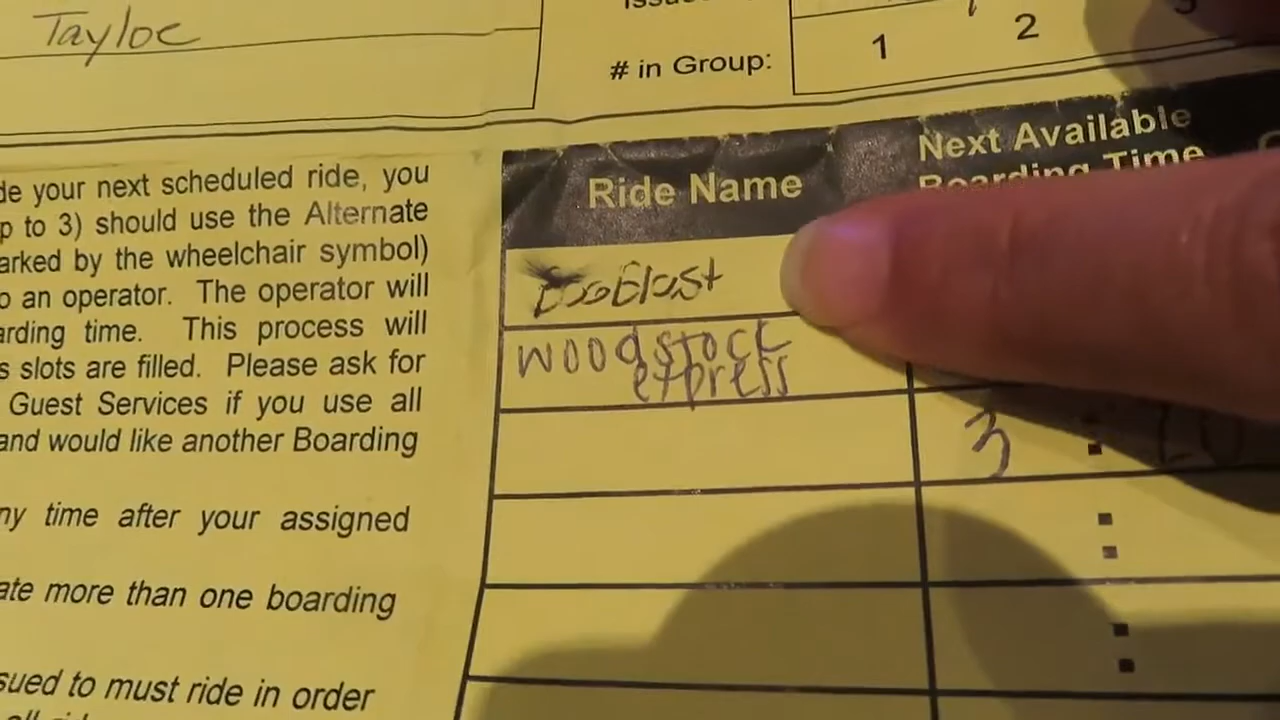 Tayloe
# in Group:
1 2
Ride Name
Next Available
Boarding Time
de your next scheduled ride, you
p to 3) should use the Alternate
arked by the wheelchair symbol)
o an operator. The operator will
arding time. This process will
s slots are filled. Please ask for
Guest Services if you use all
and would like another Boarding
ny time after your assigned
ate more than one boarding
sued to must ride in order
woodstock
express
3 :
:
: